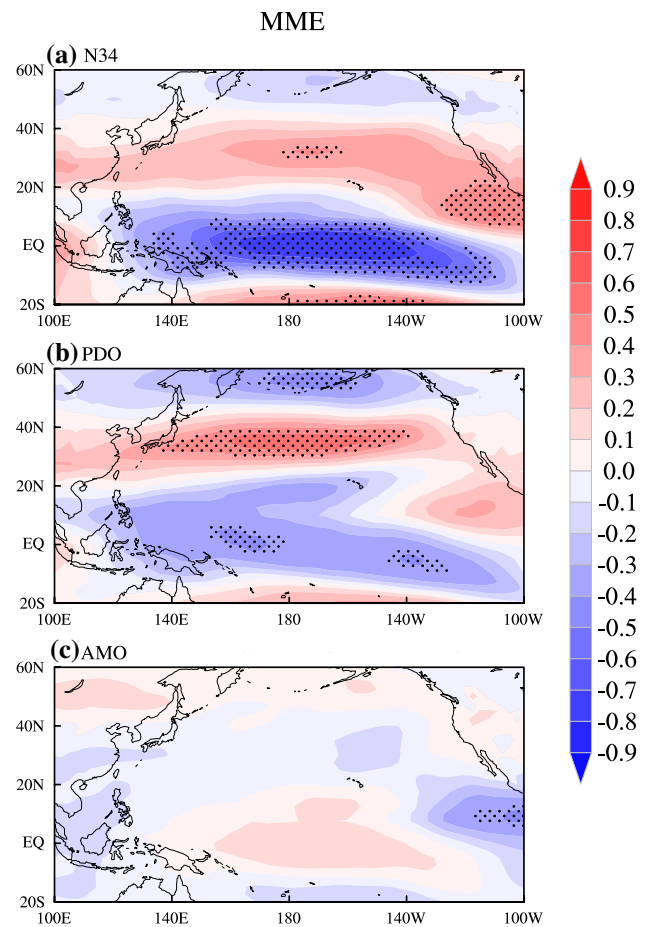 MME
(a) N34
60N
40N
20N
EQ
20S
100E 140E 180 140W 100W
(b) PDO
60N
40N
20N
EQ
20S
100E 140E 180 140W 100W
(c) AMO
60N
40N
20N
EQ
20S
100E 140E 180 140W 100W
0.9
0.8
0.7
0.6
0.5
0.4
0.3
0.2
0.1
0.0
-0.1
-0.2
-0.3
-0.4
-0.5
-0.6
-0.7
-0.8
-0.9